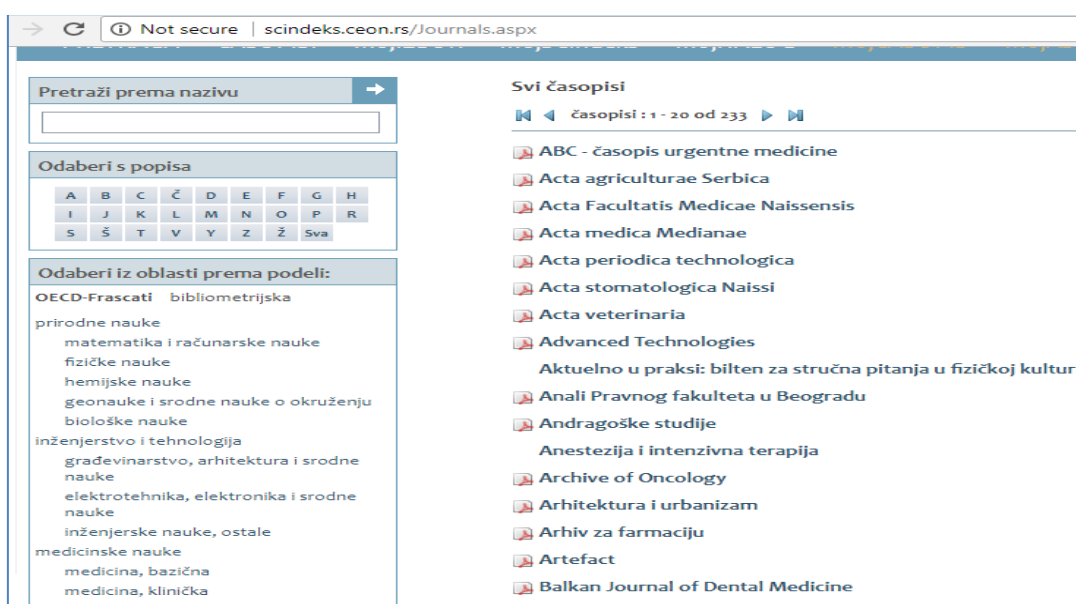 Not secure | scindeks.ceon.rs/Journals.aspx
Pretraži prema nazivu
Odaberi s popisa
A B C Č D E F G H
I J K L M N O P R
S Š T V Y Z Ž Sva
Odaberi iz oblasti prema podeli:
OECD-Frascati bibliometrijska
prirodne nauke
matematika i računarske nauke
fizičke nauke
hemijske nauke
geonauke i srodne nauke o okruženju
biološke nauke
inženjerstvo i tehnologija
građevinarstvo, arhitektura i srodne
nauke
elektrotehnika, elektronika i srodne
nauke
inženjerske nauke, ostale
medicinske nauke
medicina, bazična
medicina, klinička
Svi časopisi
časopisi : 1 - 20 od 233
ABC - časopis urgentne medicine
Acta agriculturae Serbica
Acta Facultatis Medicae Naissensis
Acta medica Medianae
Acta periodica technologica
Acta stomatologica Naissi
Acta veterinaria
Advanced Technologies
Aktuelno u praksi: bilten za stručna pitanja u fizičkoj kultur
Anali Pravnog fakulteta u Beogradu
Andragoške studije
Anestezija i intenzivna terapija
Archive of Oncology
Arhitektura i urbanizam
Arhiv za farmaciju
Artefact
Balkan Journal of Dental Medicine